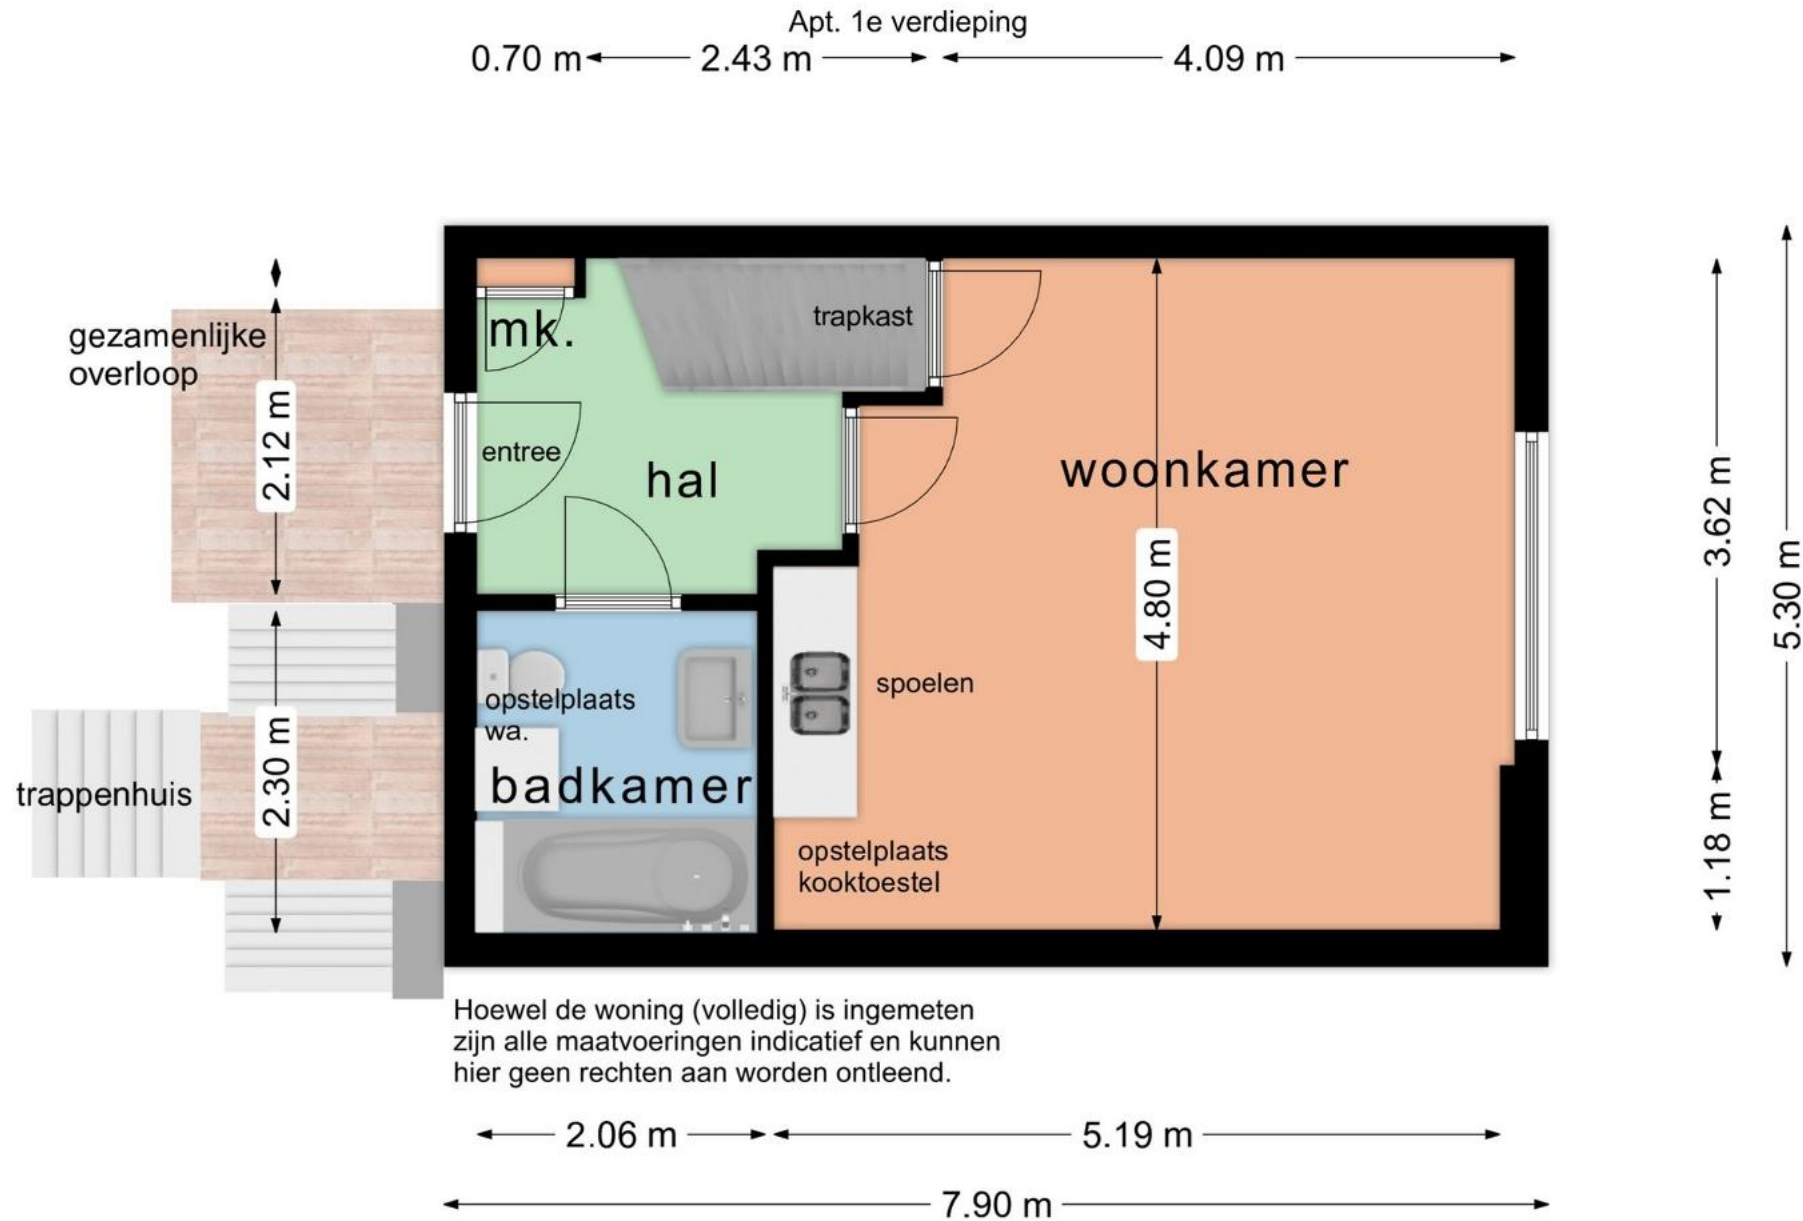 Apt. 1e verdieping
0.70 m
2.43 m
4.09 m
gezamenlijke
overloop
2.12 m
mk.
trapkast
entree
hal
woonkamer
3.62 m
5.30 m
4.80 m
opstelplaats
wa.
spoelen
badkamer
trappenhuis
2.30 m
1.18 m
opstelplaats
kooktoestel
Hoewel de woning (volledig) is ingemeten
zijn alle maatvoeringen indicatief en kunnen
hier geen rechten aan worden ontleend.
2.06 m
5.19 m
7.90 m